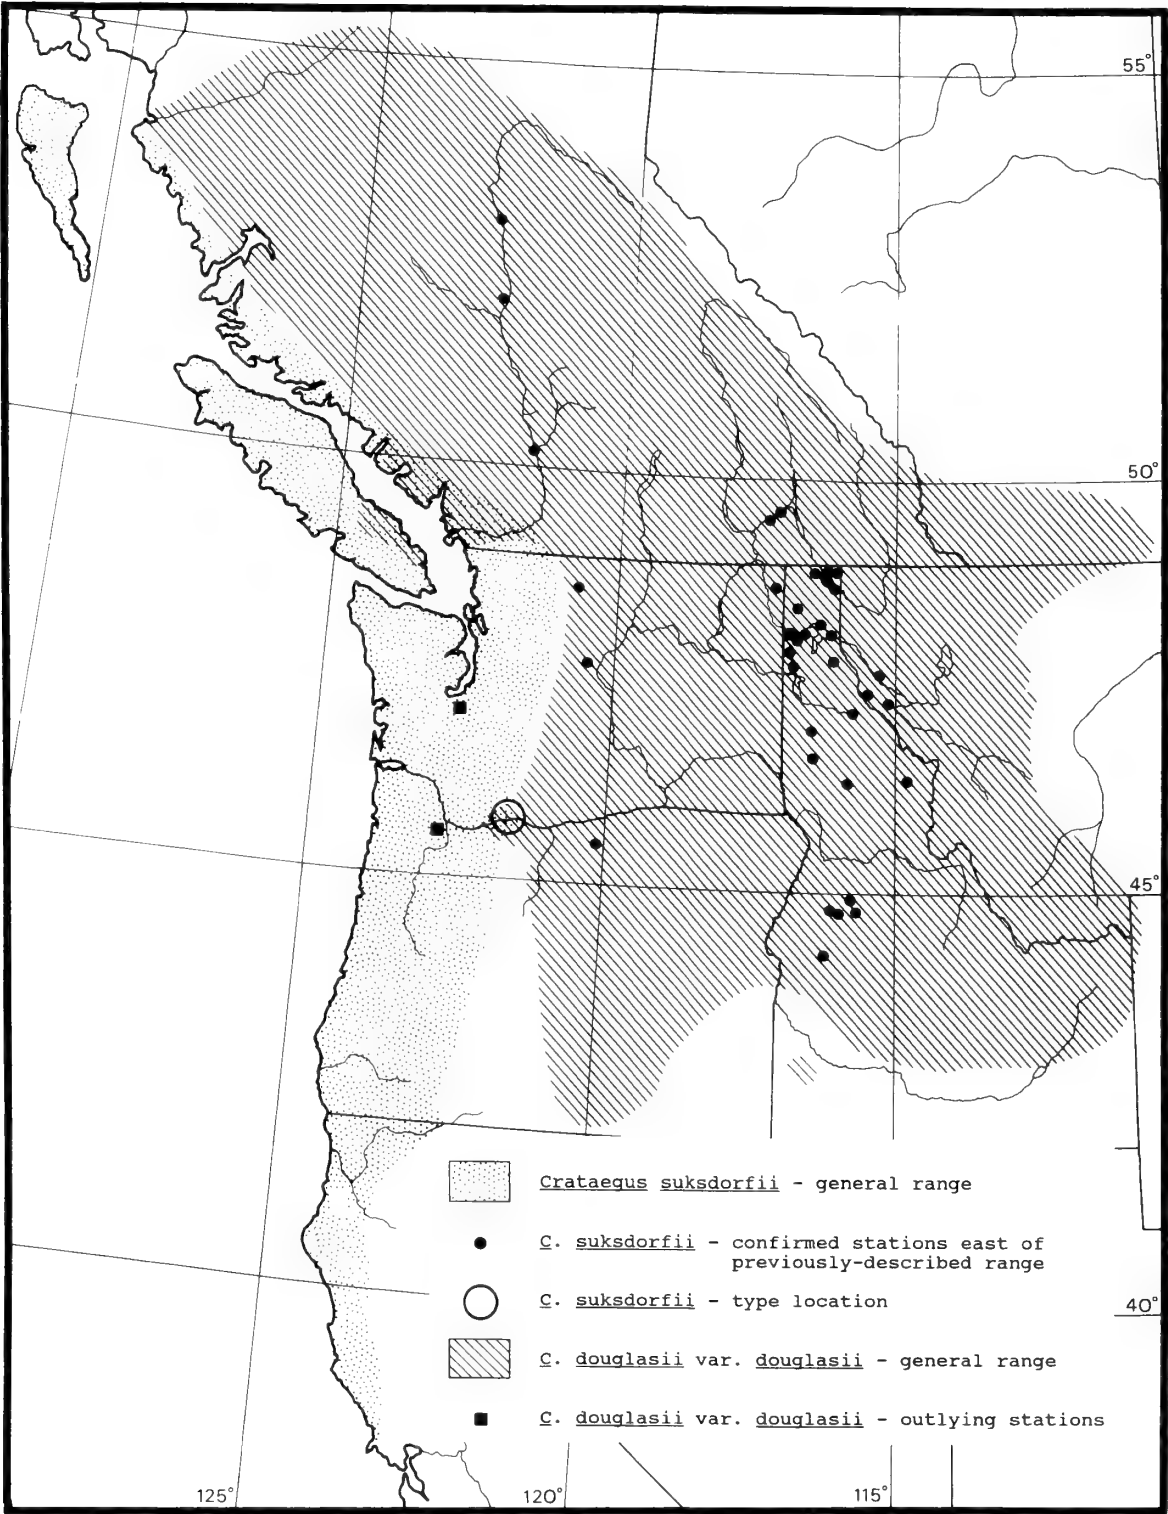 55°
50°
45°
Crataegus suksdorfii - general range
C. suksdorfii - confirmed stations east of
previously-described range
C. suksdorfii - type location
40°
C. douglasii var. douglasii - general range
C. douglasii var. douglasii - outlying stations
125°
120°
115°